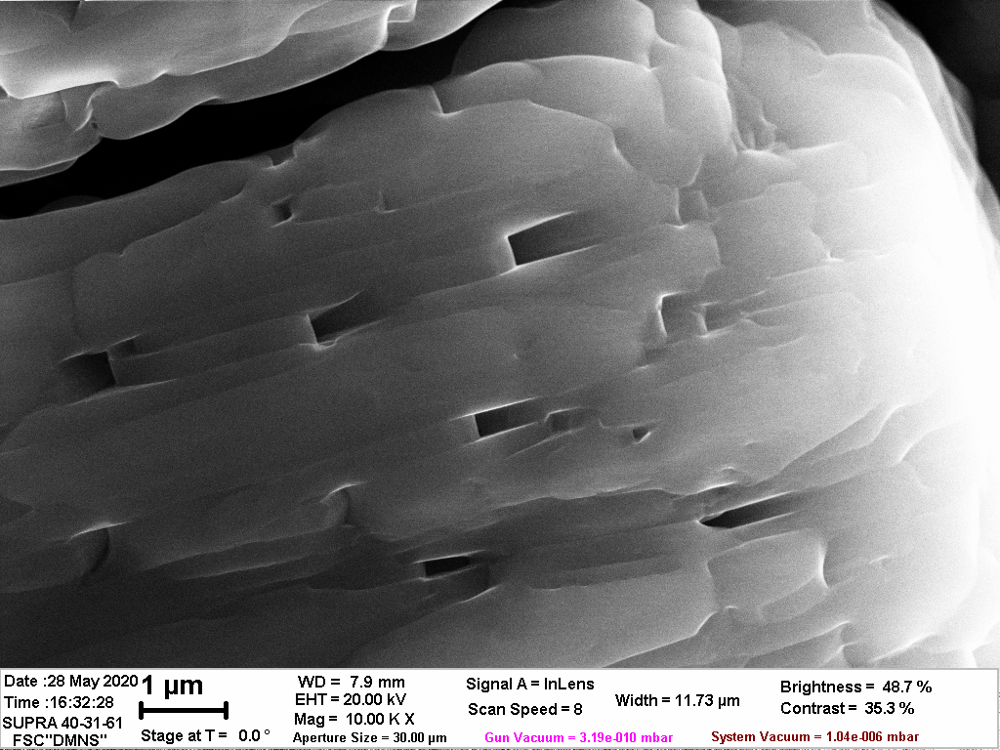 Date :28 May 2020
Time :16:32:28
SUPRA 40-31-61
FSC"DMNS"
1 µm
Stage at T = 0.0 °
WD = 7.9 mm
EHT = 20.00 kV
Mag = 10.00 K X
Aperture Size = 30.00 µm
Signal A = InLens
Scan Speed = 8
Width = 11.73 µm
Gun Vacuum = 3.19e-010 mbar
Brightness = 48.7 %
Contrast = 35.3 %
System Vacuum = 1.04e-006 mbar